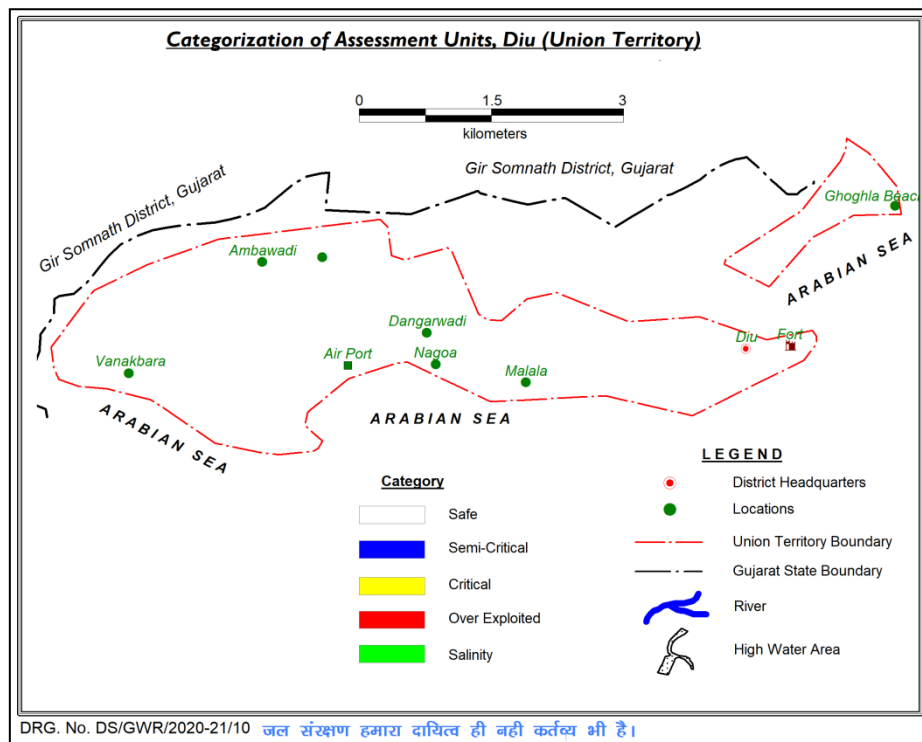 Categorization of Assessment Units, Diu (Union Territory)
0 1.5 3
kilometers
Gir Somnath District, Gujarat
Gir Somnath District, Gujarat
Ghoghla Beach
ARABIAN SEA
Ambawadi
Dangarwadi
Diu
Fort
Vanakbara
Air Port
Nagoa
Malala
ARABIAN SEA
ARABIAN SEA
Category
Safe
Semi-Critical
Critical
Over Exploited
Salinity
LEGEND
District Headquarters
Locations
Union Territory Boundary
Gujarat State Boundary
River
High Water Area
DRG. No. DS/GWR/2020-21/10 जल संरक्षण हमारा दायित्व ही नही कर्तव्य भी है।